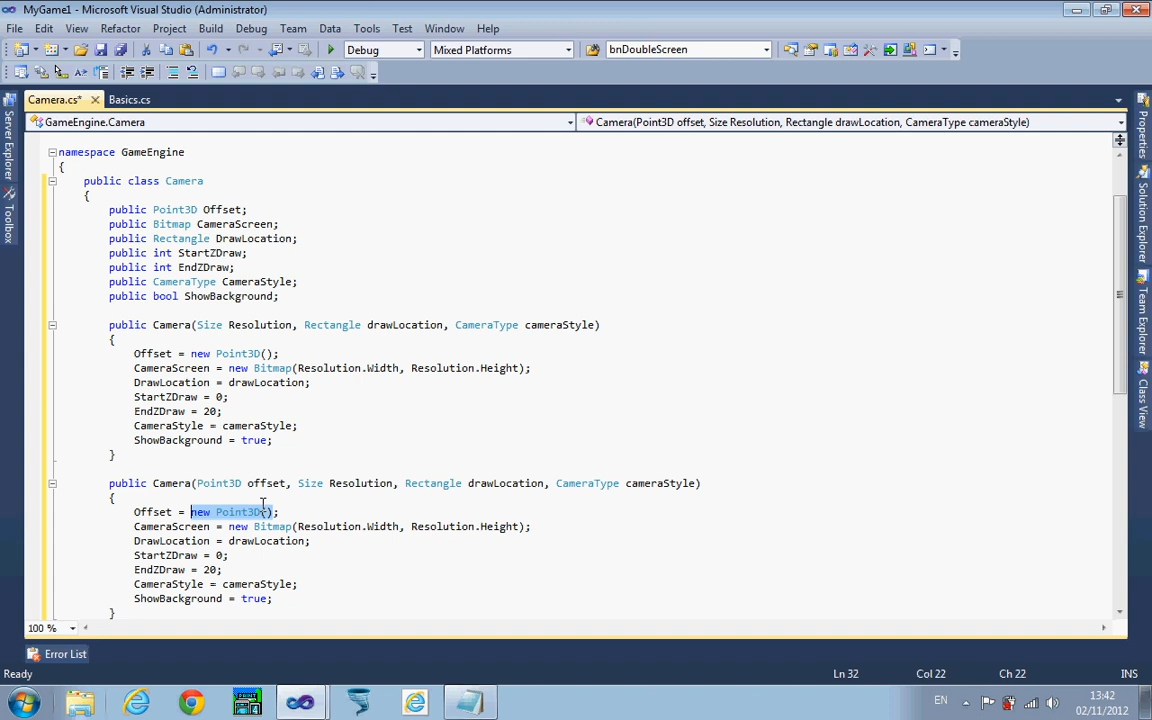 MyGame1 - Microsoft Visual Studio (Administrator)
File Edit View Refactor Project Build Debug Team Data Tools Test Window Help
Debug Mixed Platforms bnDoubleScreen
Camera.cs* Basics.cs
GameEngine.Camera Camera(Point3D offset, Size Resolution, Rectangle drawLocation, CameraType cameraStyle)
namespace GameEngine
{
public class Camera
{
public Point3D Offset;
public Bitmap CameraScreen;
public Rectangle DrawLocation;
public int StartZDraw;
public int EndZDraw;
public CameraType CameraStyle;
public bool ShowBackground;
public Camera(Size Resolution, Rectangle drawLocation, CameraType cameraStyle)
{
Offset = new Point3D();
CameraScreen = new Bitmap(Resolution.Width, Resolution.Height);
DrawLocation = drawLocation;
StartZDraw = 0;
EndZDraw = 20;
CameraStyle = cameraStyle;
ShowBackground = true;
}
public Camera(Point3D offset, Size Resolution, Rectangle drawLocation, CameraType cameraStyle)
{
Offset = new Point3D();
CameraScreen = new Bitmap(Resolution.Width, Resolution.Height);
DrawLocation = drawLocation;
StartZDraw = 0;
EndZDraw = 20;
CameraStyle = cameraStyle;
ShowBackground = true;
}
100 %
Server Explorer
Toolbox
Properties
Solution Explorer
Team Explorer
Class View
Error List
Ready Ln 32 Col 22 Ch 22 INS
EN 13:42
02/11/2012